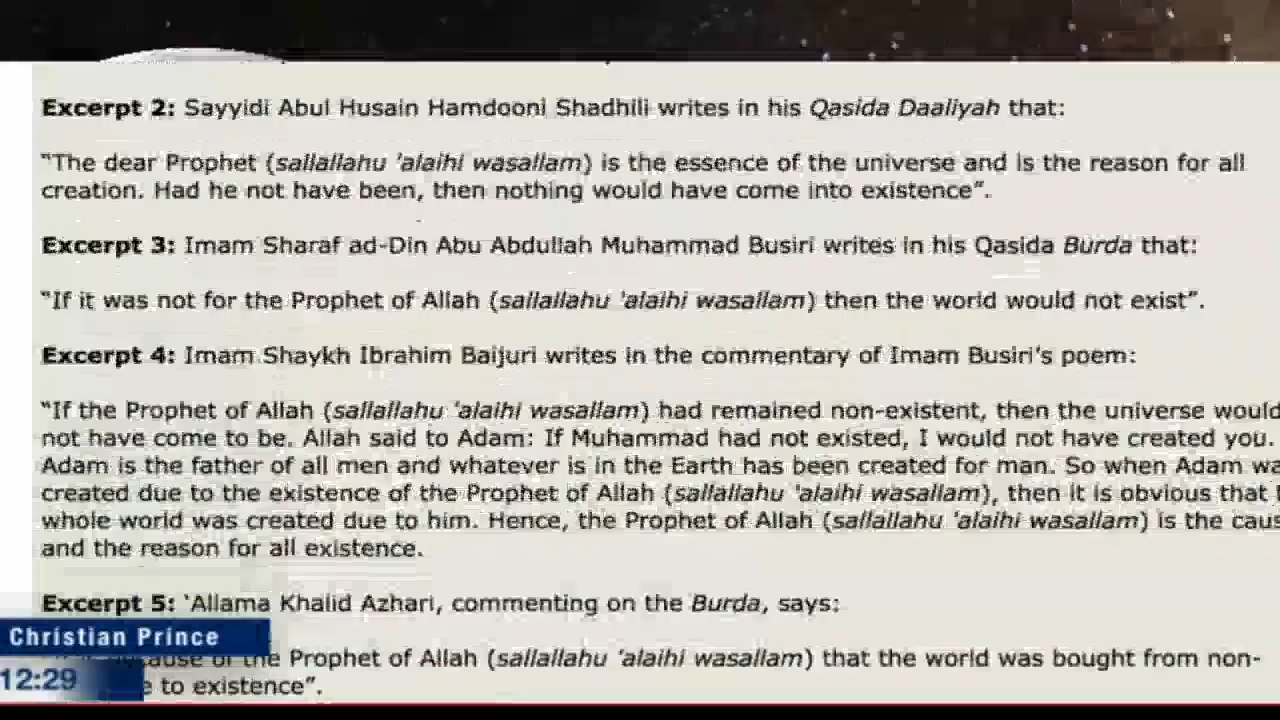 Excerpt 2: Sayyidi Abul Husain Hamdooni Shadhili writes in his Qasida Daaliyah that:
“The dear Prophet (sallallahu 'alaihi wasallam) is the essence of the universe and is the reason for all
creation. Had he not have been, then nothing would have come into existence”.
Excerpt 3: Imam Sharaf ad-Din Abu Abdullah Muhammad Busiri writes in his Qasida Burda that:
“If it was not for the Prophet of Allah (sallallahu 'alaihi wasallam) then the world would not exist”.
Excerpt 4: Imam Shaykh Ibrahim Baijuri writes in the commentary of Imam Busiri's poem:
“If the Prophet of Allah (sallallahu 'alaihi wasallam) had remained non-existent, then the universe would
not have come to be. Allah said to Adam: If Muhammad had not existed, I would not have created you.
Adam is the father of all men and whatever is in the Earth has been created for man. So when Adam
created due to the existence of the Prophet of Allah (sallallahu 'alaihi wasallam), then it is obvious that
whole world was created due to him. Hence, the Prophet of Allah (sallallahu 'alaihi wasallam) is the
and the reason for all existence.
Excerpt 5: 'Allama Khalid Azhari, commenting on the Burda, says:
Christian Prince
of the Prophet of Allah (sallallahu 'alaihi wasallam) that the world was bought from non-
12:29
to existence”.